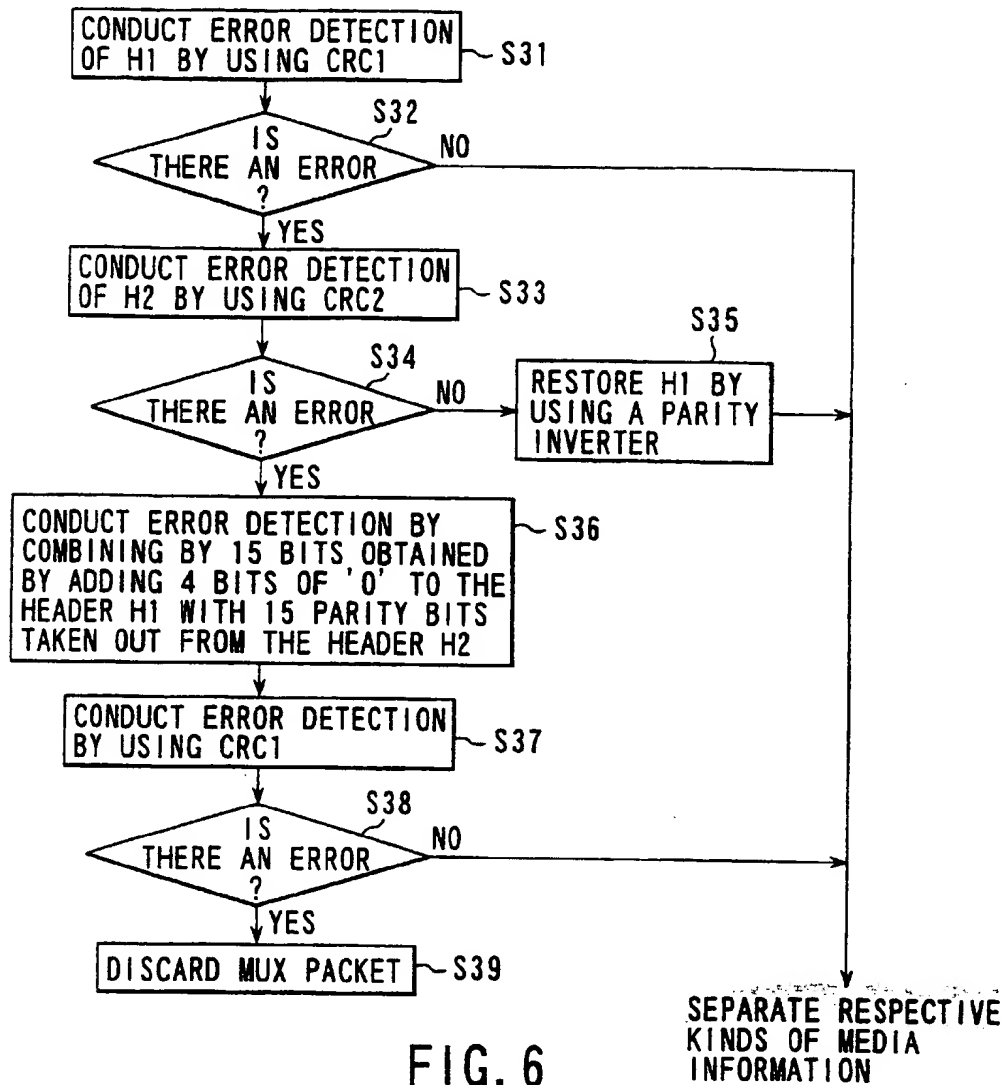 CONDUCT ERROR DETECTION
OF H1 BY USING CRC1
S31
S32
IS
THERE AN ERROR
?
NO
YES
CONDUCT ERROR DETECTION
OF H2 BY USING CRC2
S33
S34
IS
THERE AN ERROR
?
NO
S35
RESTORE H1 BY
USING A PARITY
INVERTER
YES
CONDUCT ERROR DETECTION BY
COMBINING BY 15 BITS OBTAINED
BY ADDING 4 BITS OF '0' TO THE
HEADER H1 WITH 15 PARITY BITS
TAKEN OUT FROM THE HEADER H2
S36
CONDUCT ERROR DETECTION
BY USING CRC1
S37
S38
IS
THERE AN ERROR
?
NO
YES
DISCARD MUX PACKET
S39
SEPARATE RESPECTIVE
KINDS OF MEDIA
INFORMATION
FIG. 6